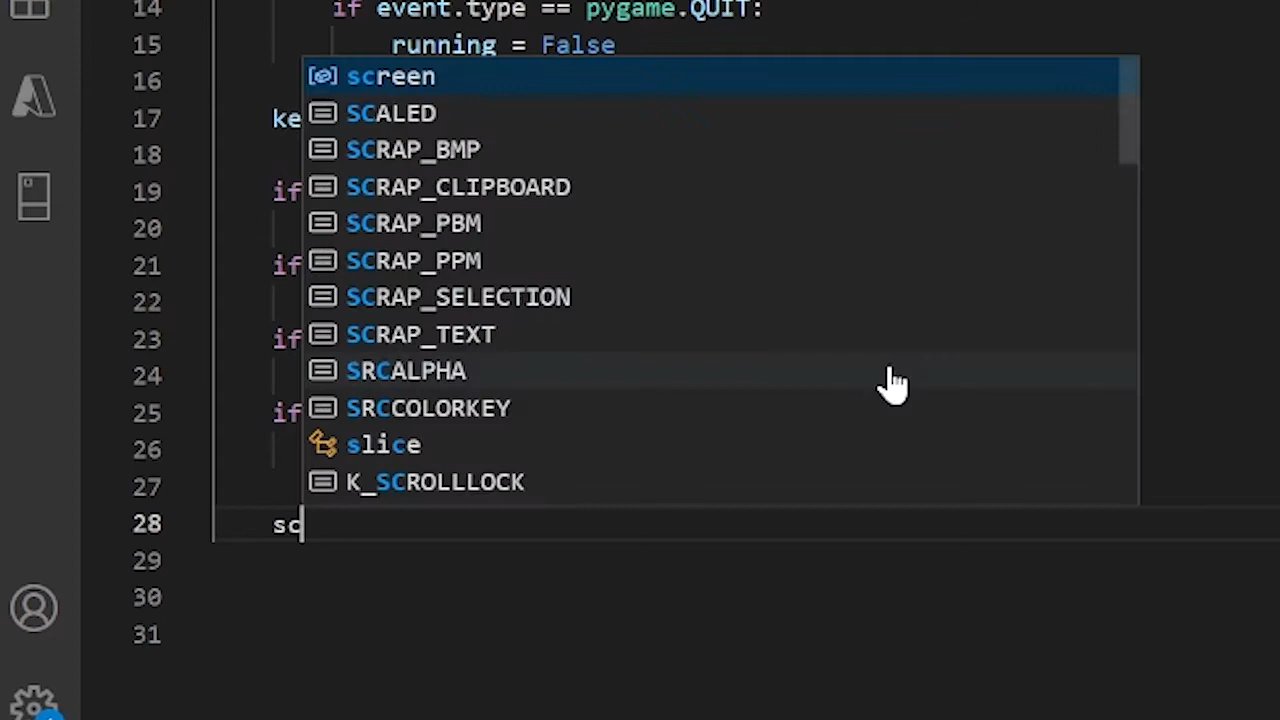 14 if event.type == pygame.QUIT:
15 running = False
16 screen
SCALED
17 ke
18 SCRAP_BMP
19 if SCRAP_CLIPBOARD
20 SCRAP_PBM
21 if SCRAP_PPM
22 SCRAP_SELECTION
23 if SCRAP_TEXT
24 SRCALPHA
25 if SRCCOLORKEY
26 slice
27 K_SCROLLLOCK
28 sc
29
30
31